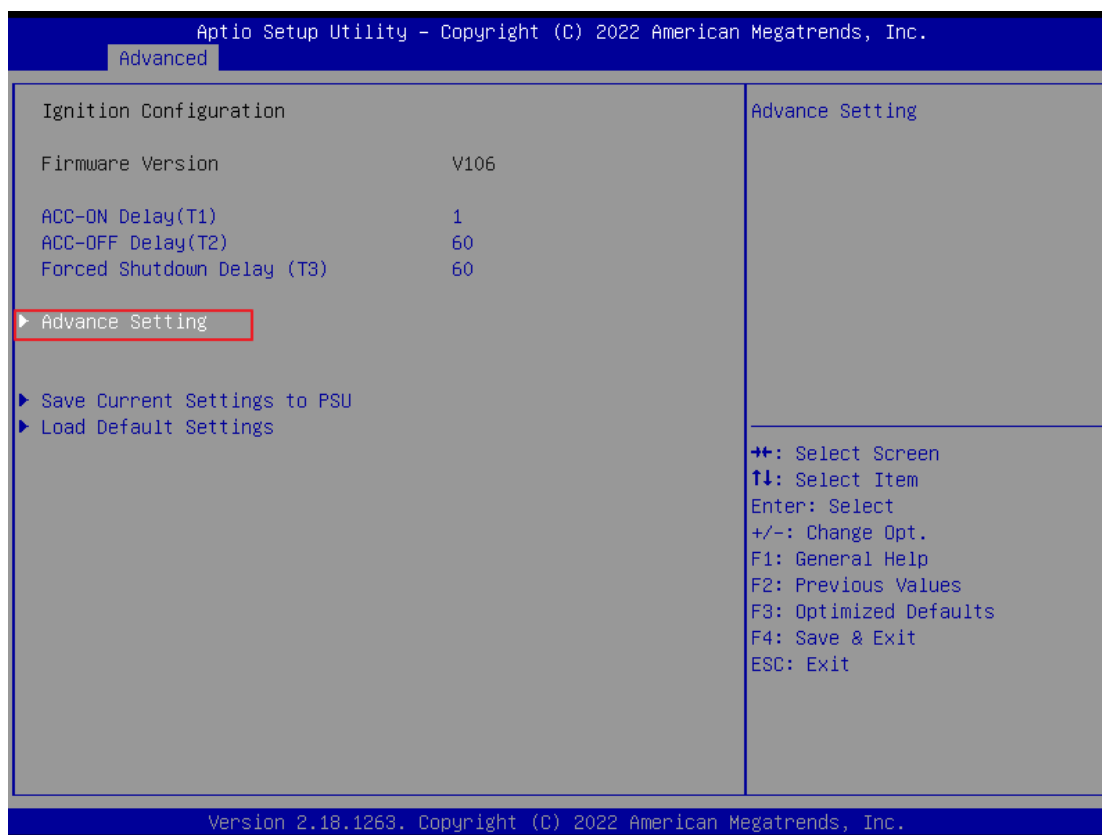 Aptio Setup Utility – Copyright (C) 2022 American Megatrends, Inc.
Advanced
Ignition Configuration
Firmware Version V106
ACC-ON Delay(T1) 1
ACC-OFF Delay(T2) 60
Forced Shutdown Delay (T3) 60
▶ Advance Setting
▶ Save Current Settings to PSU
▶ Load Default Settings
Advance Setting
→←: Select Screen
↑↓: Select Item
Enter: Select
+/-: Change Opt.
F1: General Help
F2: Previous Values
F3: Optimized Defaults
F4: Save & Exit
ESC: Exit
Version 2.18.1263. Copyright (C) 2022 American Megatrends, Inc.